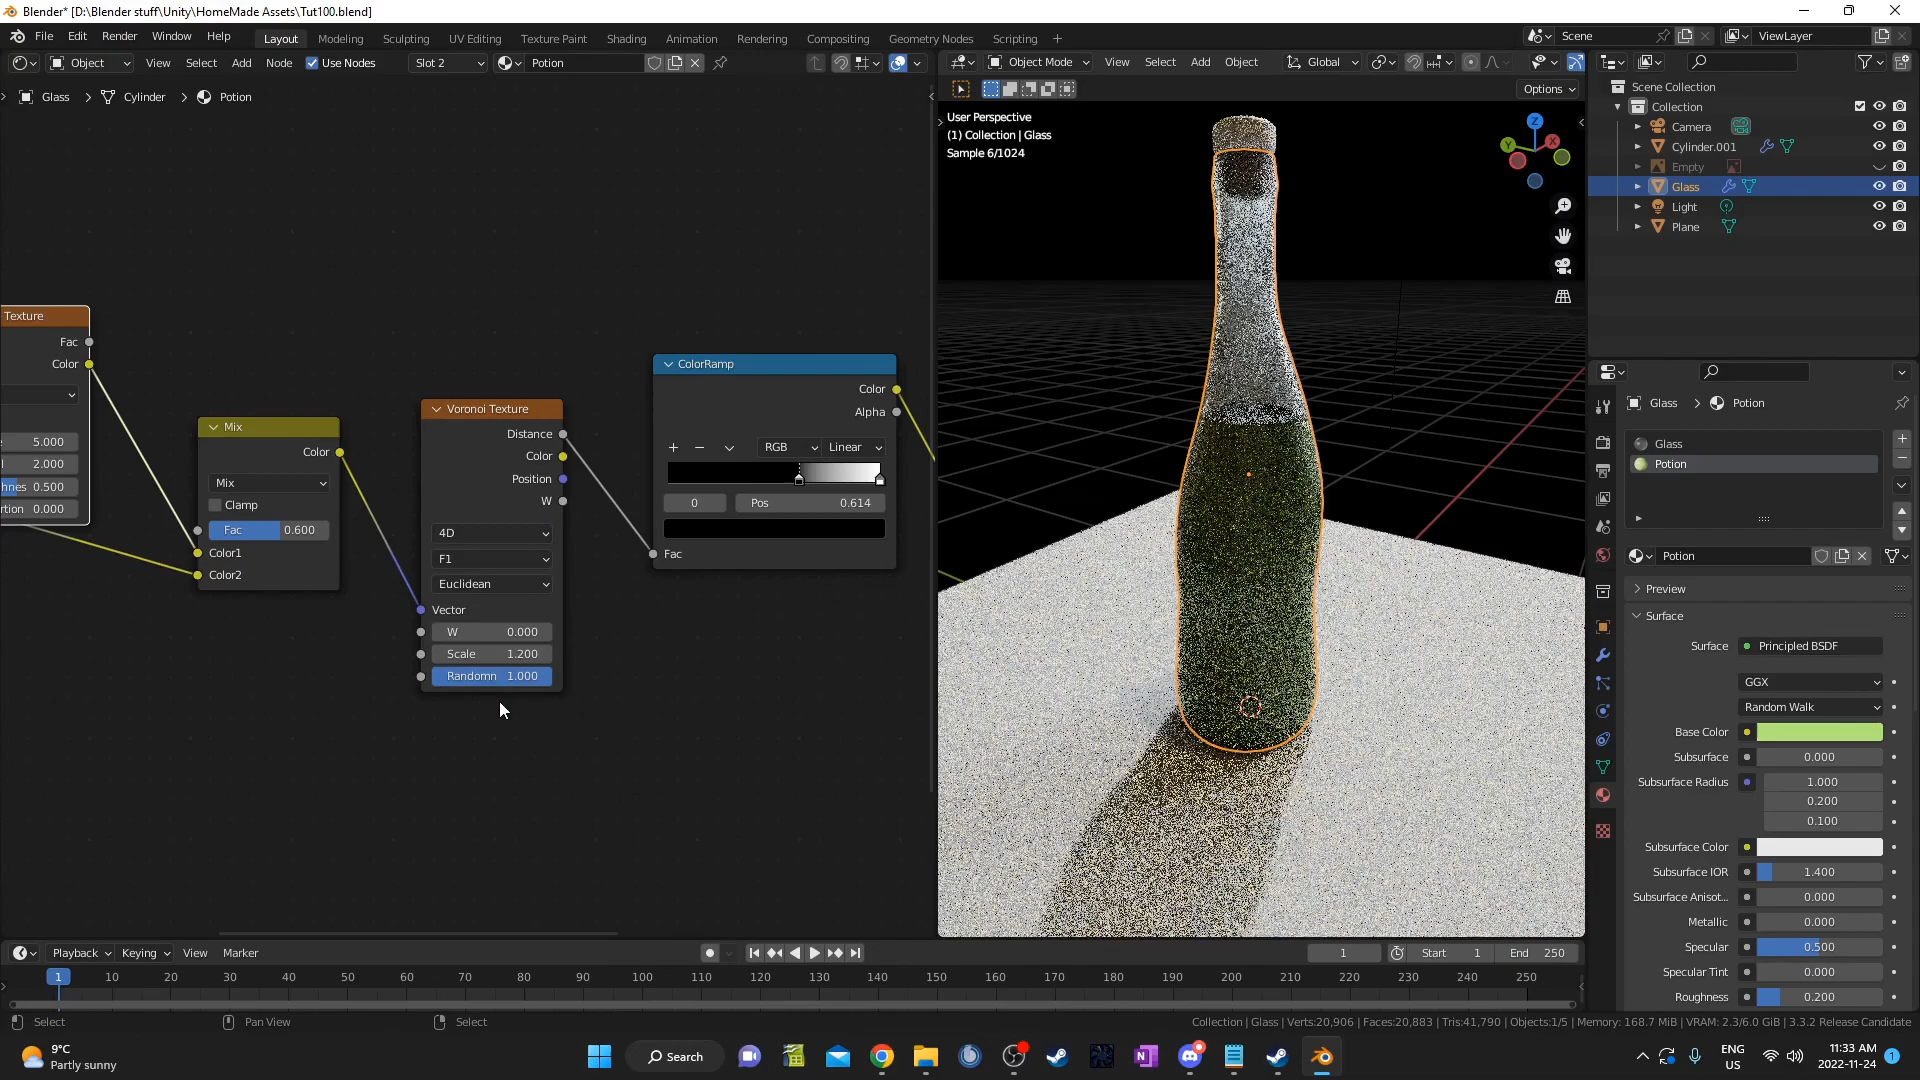 Blender* [D:\Blender stuff\Unity\HomeMade Assets\Tut100.blend]
File Edit Render Window Help Layout Modeling Sculpting UV Editing Texture Paint Shading Animation Rendering Compositing Geometry Nodes Scripting + Scene ViewLayer
Object View Select Add Node Use Nodes Slot 2 Potion Object Mode View Select Add Object Global
Glass > Cylinder > Potion
Options
Scene Collection
Collection
Camera
Cylinder.001
Empty
Glass
Light
Plane
User Perspective
(1) Collection | Glass
Sample 6/1024
Z
Y
X
Texture
Fac
Color
5.000
2.000
hnes 0.500
rtion 0.000
Mix
Color
Mix
Clamp
Fac 0.600
Color1
Color2
Voronoi Texture
Distance
Color
Position
W
4D
F1
Euclidean
Vector
W 0.000
Scale 1.200
Randomn 1.000
ColorRamp
Color
Alpha
+ − RGB Linear
0 Pos 0.614
Fac
Glass > Potion
Glass
Potion
Potion
Preview
Surface
Surface Principled BSDF
GGX
Random Walk
Base Color
Subsurface 0.000
Subsurface Radius 1.000
0.200
0.100
Subsurface Color
Subsurface IOR 1.400
Subsurface Anisot... 0.000
Metallic 0.000
Specular 0.500
Specular Tint 0.000
Roughness 0.200
Playback Keying View Marker 1 Start 1 End 250
1 10 20 30 40 50 60 70 80 90 100 110 120 130 140 150 160 170 180 190 200 210 220 230 240 250
Select Pan View Select Collection | Glass | Verts:20,906 | Faces:20,883 | Tris:41,790 | Objects:1/5 | Memory: 168.7 MiB | VRAM: 2.3/6.0 GiB | 3.3.2 Release Candidate
9°C
Partly sunny
Search
ENG
US
11:33 AM
2022-11-24
1